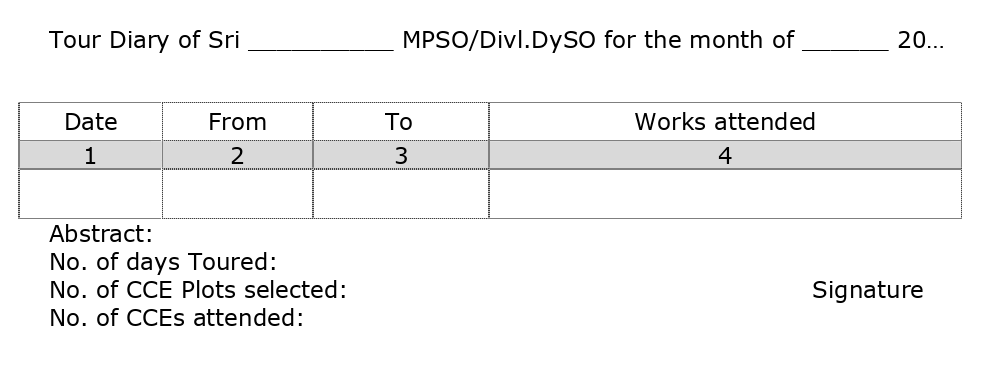 Tour Diary of Sri ____________ MPSO/Divl.DySO for the month of _______ 20…
Date From To Works attended
1 2 3 4
Abstract:
No. of days Toured:
No. of CCE Plots selected: Signature
No. of CCEs attended: